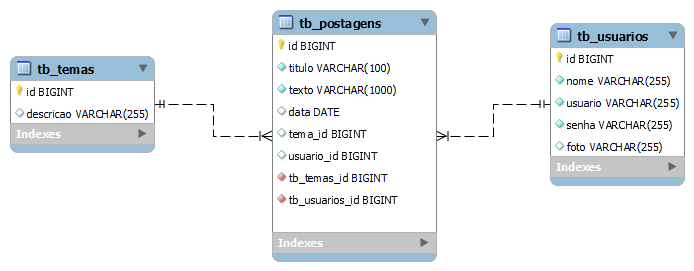 tb_temas
id BIGINT
descricao VARCHAR(255)
Indexes
tb_postagens
id BIGINT
titulo VARCHAR(100)
texto VARCHAR(1000)
data DATE
tema_id BIGINT
usuario_id BIGINT
tb_temas_id BIGINT
tb_usuarios_id BIGINT
Indexes
tb_usuarios
id BIGINT
nome VARCHAR(255)
usuario VARCHAR(255)
senha VARCHAR(255)
foto VARCHAR(255)
Indexes